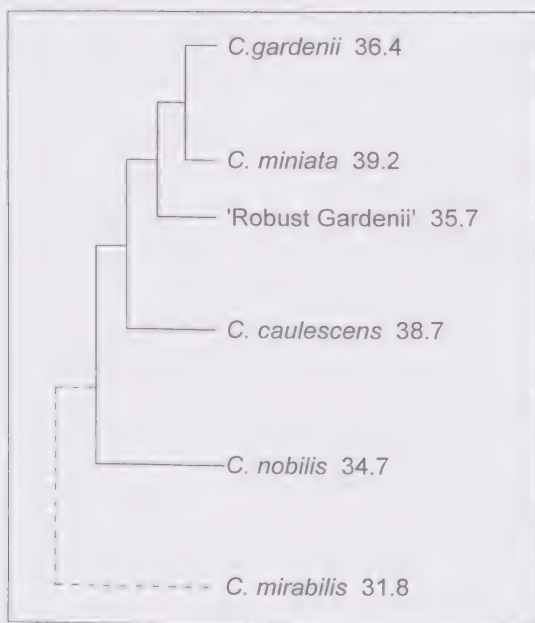 C.gardenii 36.4
C. miniata 39.2
'Robust Gardenii' 35.7
C. caulescens 38.7
C. nobilis 34.7
C. mirabilis 31.8